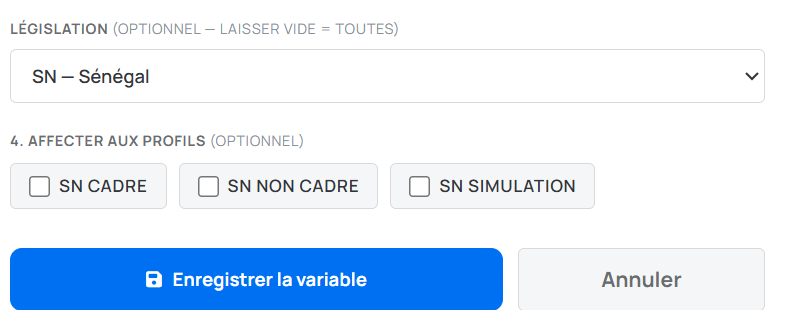 LÉGISLATION (OPTIONNEL — LAISSER VIDE = TOUTES)
SN — Sénégal
4. AFFECTER AUX PROFILS (OPTIONNEL)
SN CADRE SN NON CADRE SN SIMULATION
Enregistrer la variable Annuler